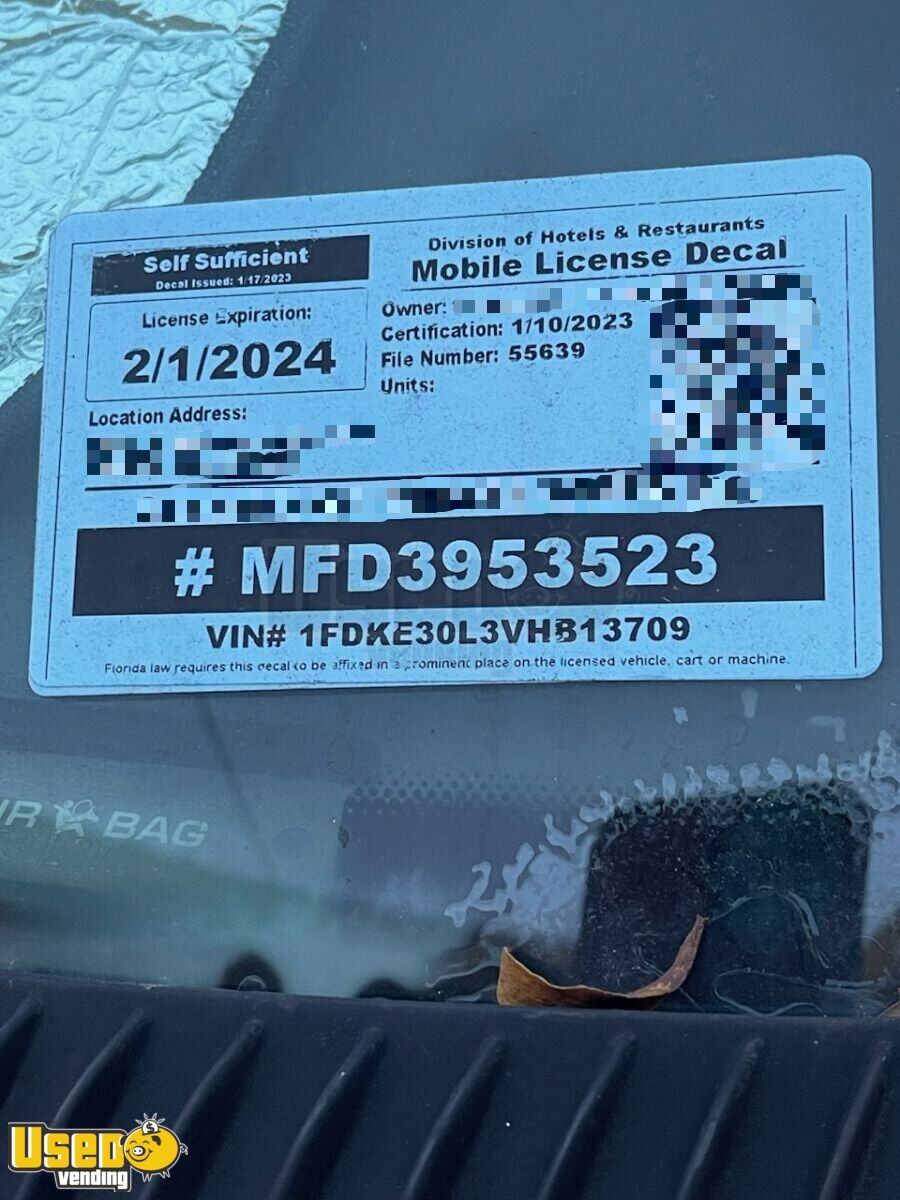 Self Sufficient
Decal Issued: 1/17/2023
License Expiration:
2/1/2024
Location Address:
Division of Hotels & Restaurants
Mobile License Decal
Owner:
Certification: 1/10/2023
File Number: 55639
Units:
# MFD3953523
VIN# 1FDKE30L3VHB13709
Florida law requires this decal to be affixed in a prominent place on the licensed vehicle, cart or machine.
BAG
USED
vending